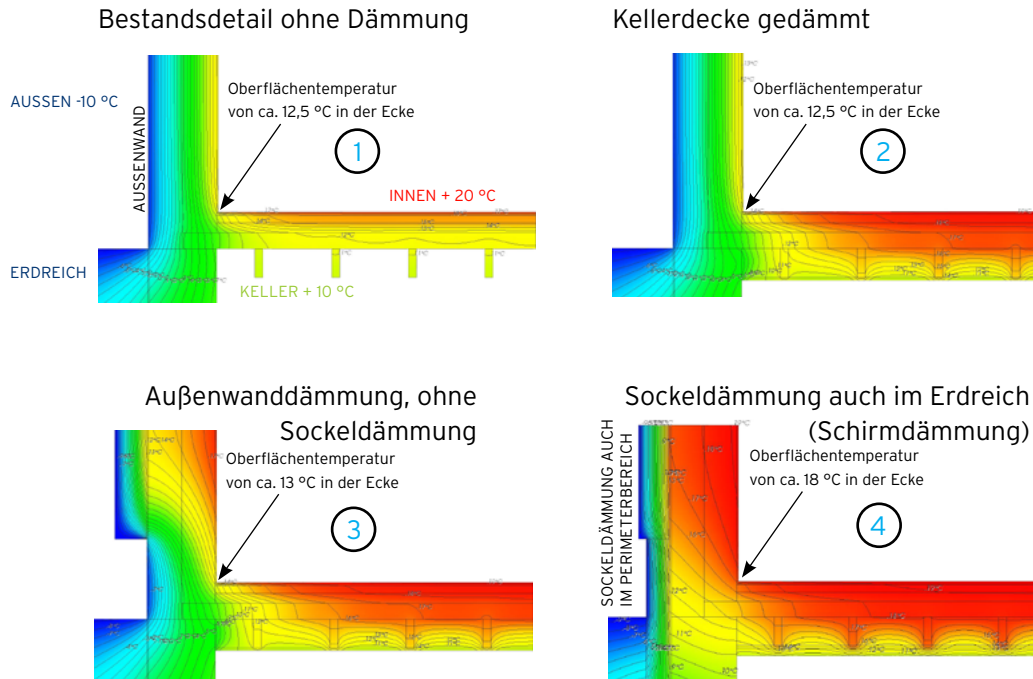 Bestandsdetail ohne Dämmung
AUSSEN -10 °C
AUSSENWAND
Oberflächentemperatur
von ca. 12,5 °C in der Ecke
1
INNEN + 20 °C
ERDREICH
KELLER + 10 °C
Kellerdecke gedämmt
Oberflächentemperatur
von ca. 12,5 °C in der Ecke
2
Außenwanddämmung, ohne
Sockeldämmung
Oberflächentemperatur
von ca. 13 °C in der Ecke
3
Sockeldämmung auch im Erdreich
(Schirmdämmung)
SOCKELDÄMMUNG AUCH
IM PERIMETERBEREICH
Oberflächentemperatur
von ca. 18 °C in der Ecke
4